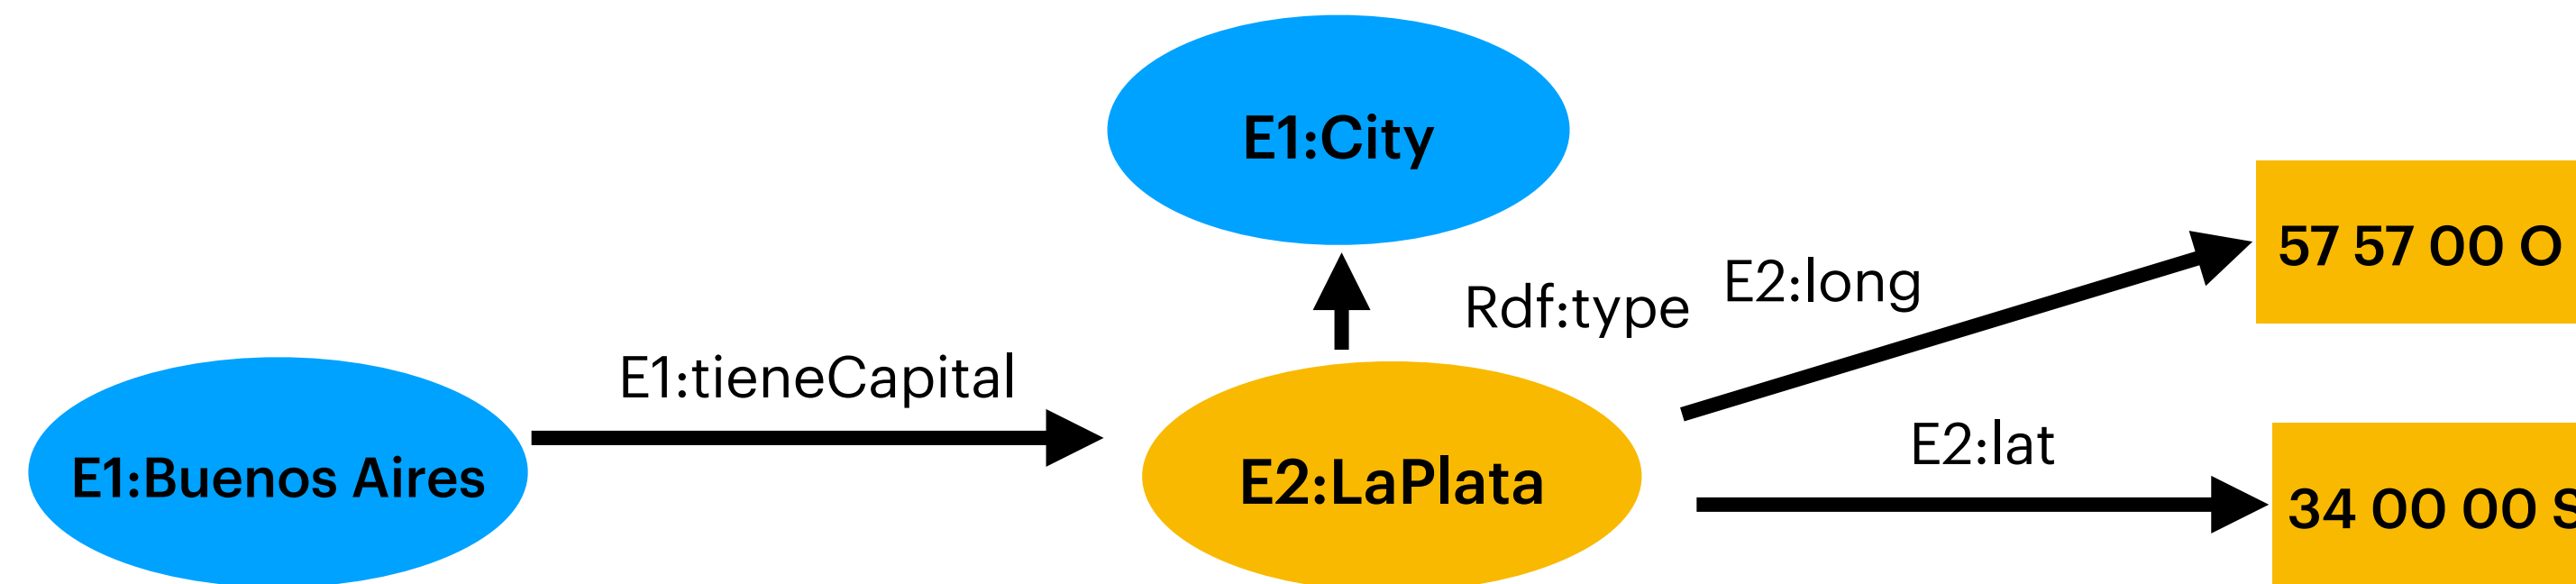 E1:City
57 57 00 O
E2:long
Rdf:type
E1:tieneCapital
E2:lat
E1:Buenos Aires
E2:LaPlata
34 00 00 S